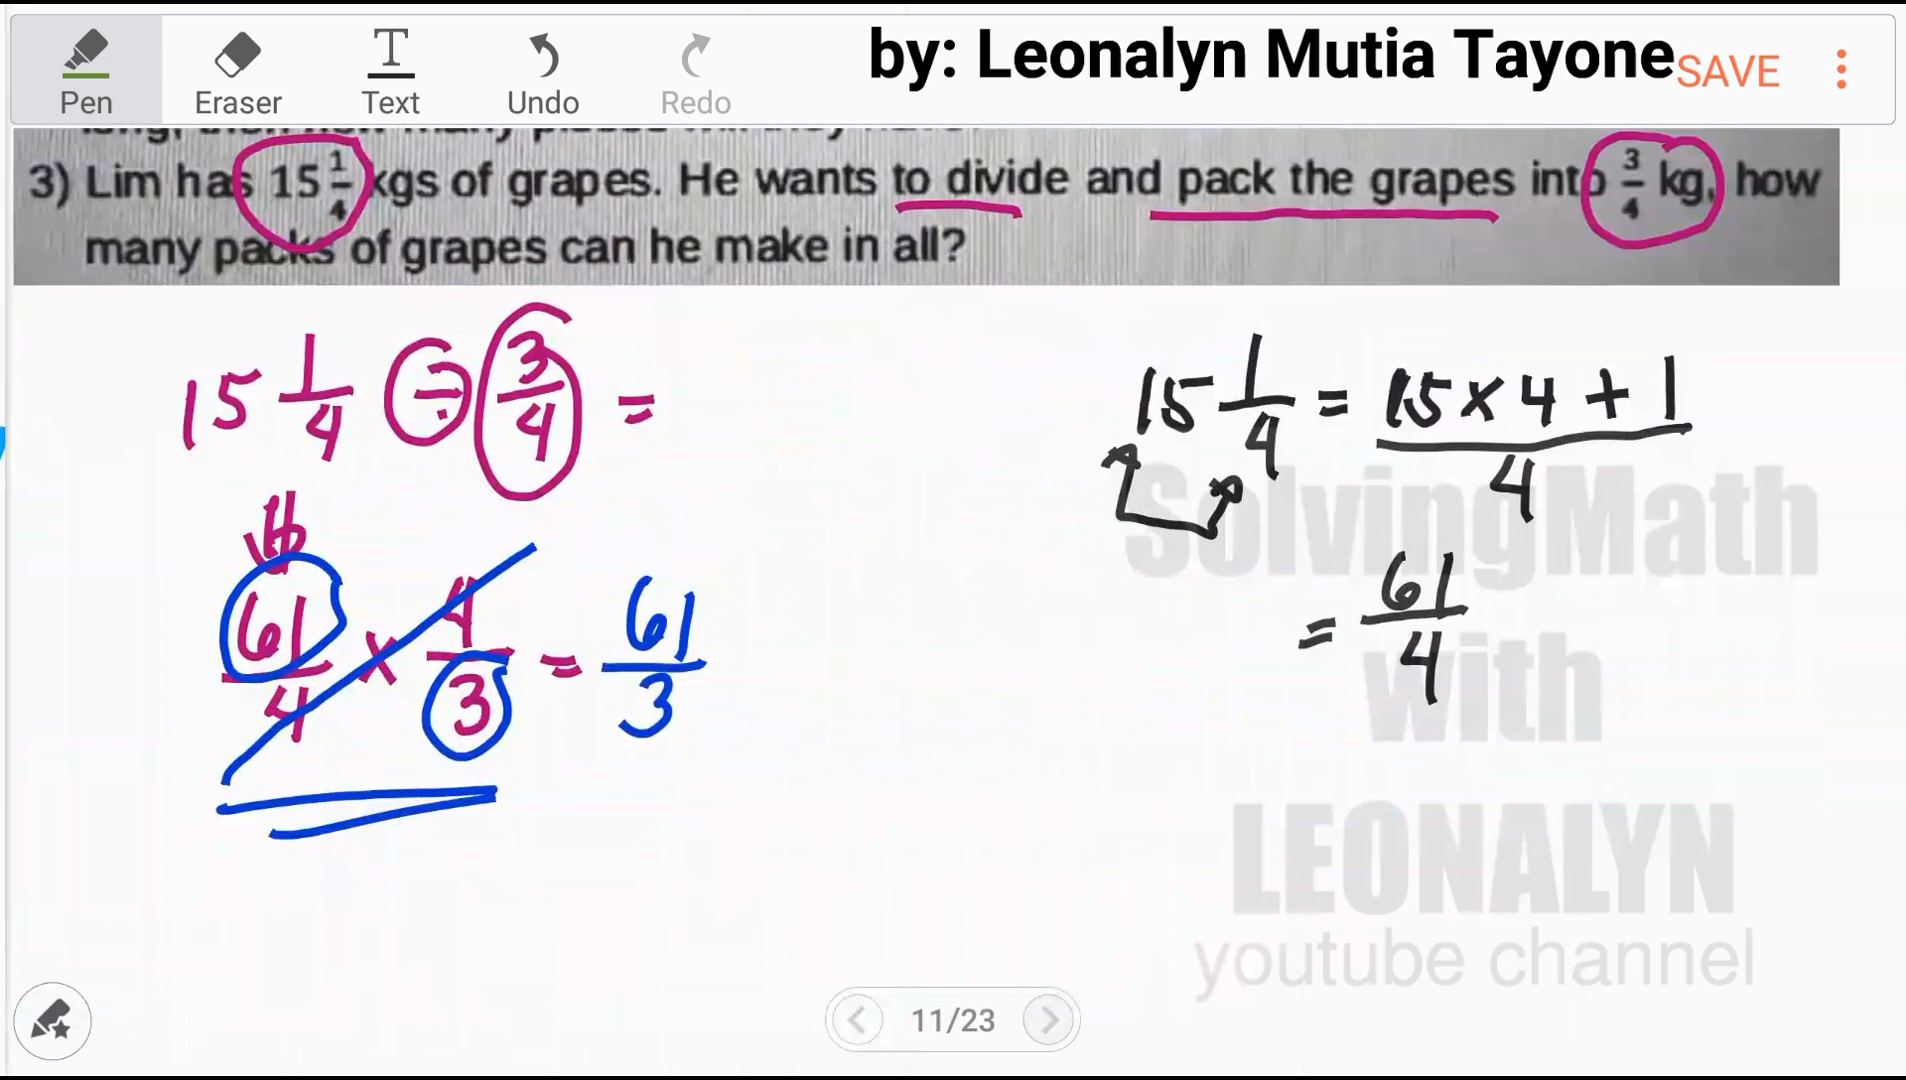 by: Leonalyn Mutia Tayone
SAVE
Pen Eraser Text Undo Redo
3) Lim has 15 1/4 kgs of grapes. He wants to divide and pack the grapes into 3/4 kg, how
many packs of grapes can he make in all?
15 1/4 ÷ 3/4 =
61/4 × 4/3 = 61/3
15 1/4 = 15 × 4 + 1 / 4
= 61/4
SolvingMath
with
LEONALYN
youtube channel
11/23